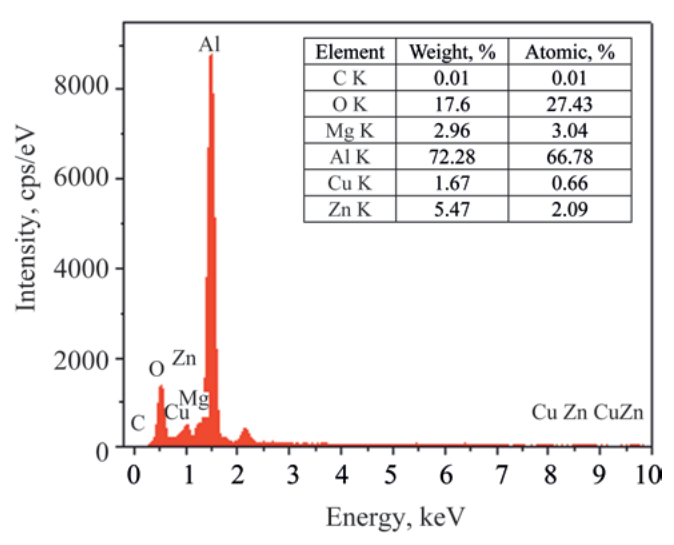 Al
Element Weight, % Atomic, %
C K 0.01 0.01
O K 17.6 27.43
Mg K 2.96 3.04
Al K 72.28 66.78
Cu K 1.67 0.66
Zn K 5.47 2.09
Intensity, cps/eV
8000
6000
4000
2000
0
O
Zn
Mg
Cu
C
Cu Zn CuZn
0 1 2 3 4 5 6 7 8 9 10
Energy, keV